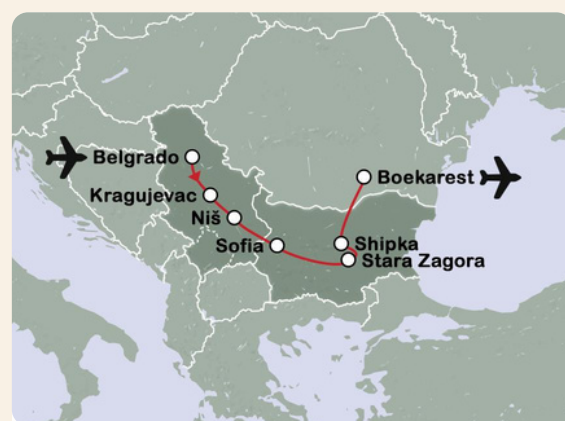 Belgrado
Boekarest
Kragujevac
Niš
Sofia
Shipka
Stara Zagora